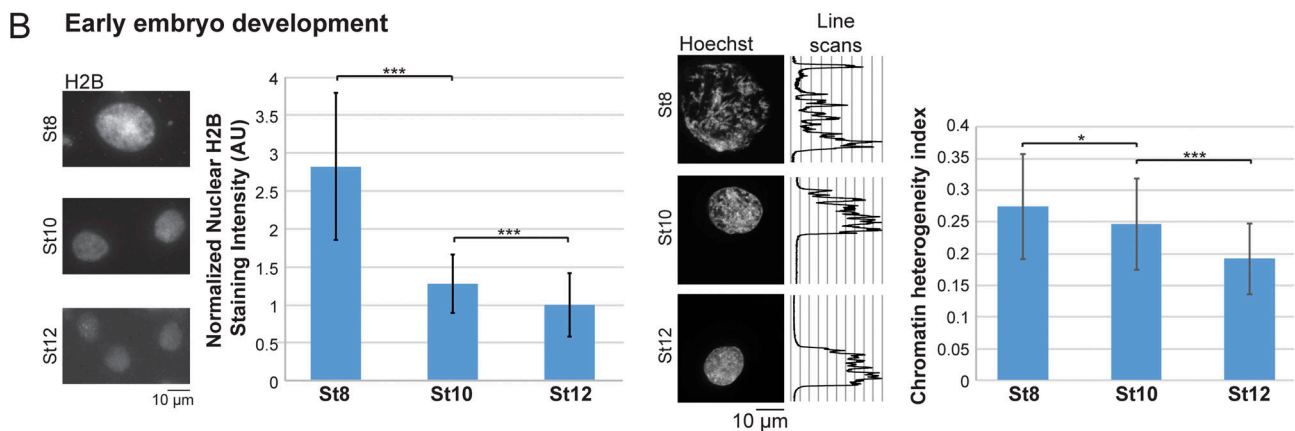 B Early embryo development
H2B
St8
St10
St12
10 µm
Normalized Nuclear H2B
Staining Intensity (AU)
4
3.5
3
2.5
2
1.5
1
0.5
0
***
***
St8 St10 St12
Hoechst
Line
scans
St8
St10
St12
10 µm
Chromatin heterogeneity index
0.4
0.35
0.3
0.25
0.2
0.15
0.1
0.05
0
*
***
St8 St10 St12